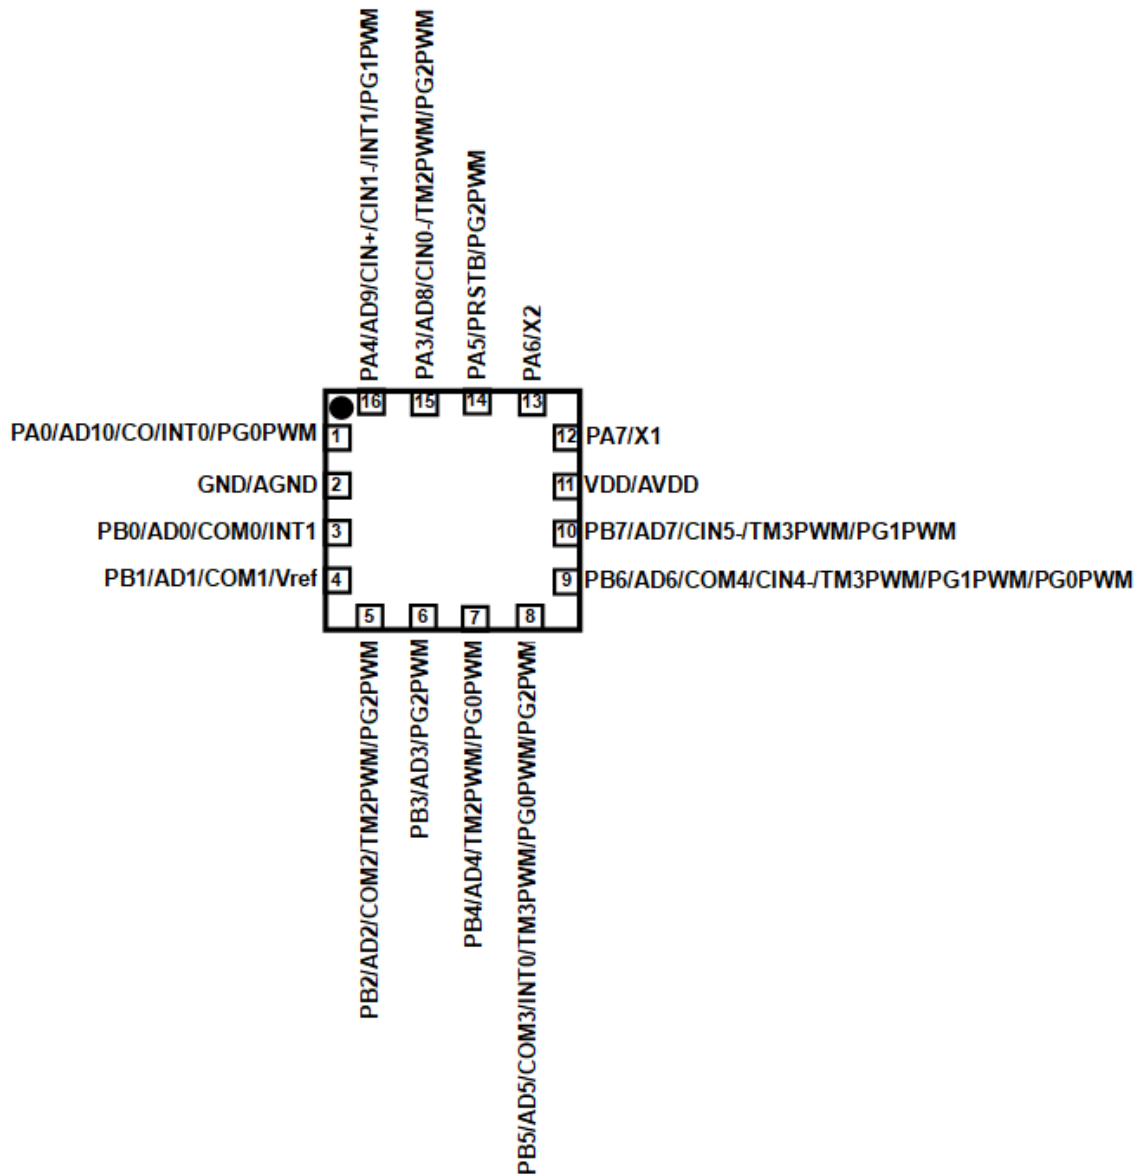 PA4/AD9/CIN+/CIN1-/INT1/PG1PWM
PA3/AD8/CIN0-/TM2PWM/PG2PWM
PA5/PRSTB/PG2PWM
PA6/X2
16 15 14 13
PA0/AD10/CO/INT0/PG0PWM 1
12 PA7/X1
GND/AGND 2
11 VDD/AVDD
PB0/AD0/COM0/INT1 3
10 PB7/AD7/CIN5-/TM3PWM/PG1PWM
PB1/AD1/COM1/Vref 4
9 PB6/AD6/COM4/CIN4-/TM3PWM/PG1PWM/PG0PWM
5 6 7 8
PB2/AD2/COM2/TM2PWM/PG2PWM
PB3/AD3/PG2PWM
PB4/AD4/TM2PWM/PG0PWM
PB5/AD5/COM3/INT0/TM3PWM/PG0PWM/PG2PWM